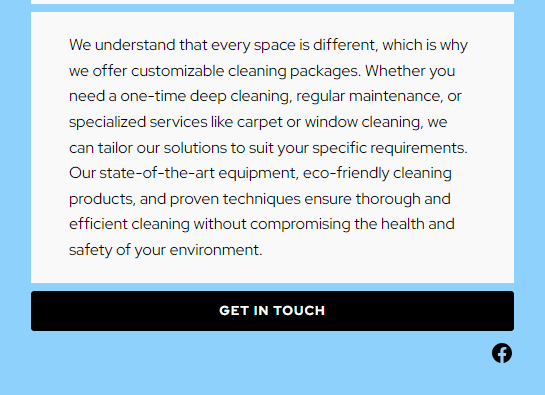 We understand that every space is different, which is why
we offer customizable cleaning packages. Whether you
need a one-time deep cleaning, regular maintenance, or
specialized services like carpet or window cleaning, we
can tailor our solutions to suit your specific requirements.
Our state-of-the-art equipment, eco-friendly cleaning
products, and proven techniques ensure thorough and
efficient cleaning without compromising the health and
safety of your environment.
GET IN TOUCH